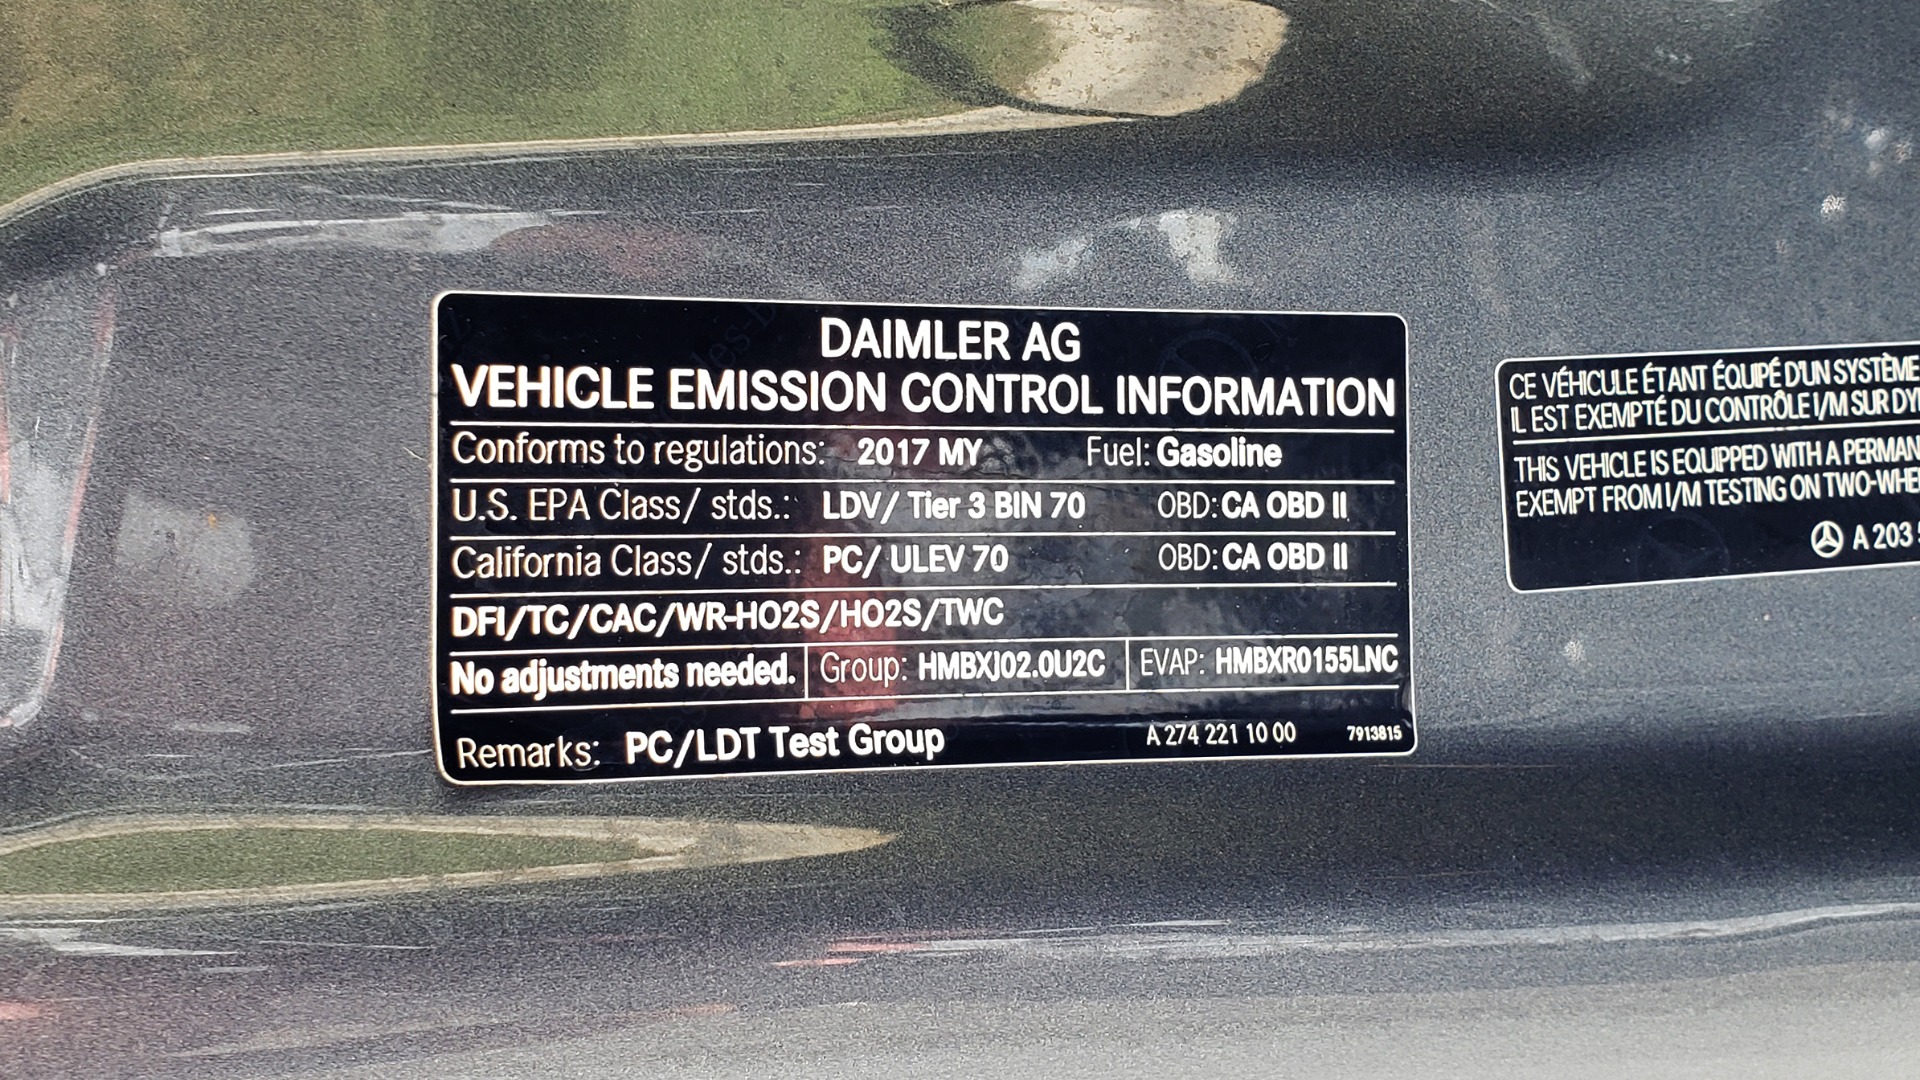 DAIMLER AG
VEHICLE EMISSION CONTROL INFORMATION
Conforms to regulations: 2017 MY Fuel: Gasoline
U.S. EPA Class/ stds.: LDV/ Tier 3 BIN 70 OBD: CA OBD II
California Class/ stds.: PC/ ULEV 70 OBD: CA OBD II
DFI/TC/CAC/WR-HO2S/HO2S/TWC
No adjustments needed. Group: HMBXJ02.0U2C EVAP: HMBXR0155LNC
Remarks: PC/LDT Test Group A 274 221 10 00 7913815
CE VÉHICULE ÉTANT ÉQUIPÉ D'UN SYSTÈME
IL EST EXEMPTÉ DU CONTRÔLE I/M SUR
THIS VEHICLE IS EQUIPPED WITH A
EXEMPT FROM I/M TESTING ON
A 203